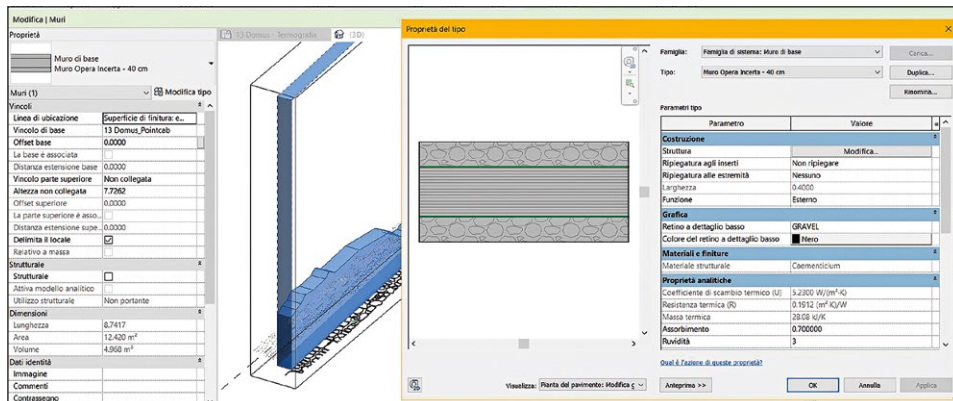 Modifica | Muri
Proprietà
Muro di base
Muro Opera Incerta - 40 cm
Muri (1)
Modifica tipo
Vincoli
Linea di ubicazione Superficie di finitura: e...
Vincolo di base 13 Domus_Pointcab
Offset base 0.0000
La base è associata
Distanza estensione base 0.0000
Vincolo parte superiore Non collegata
Altezza non collegata 7.7262
Offset superiore 0.0000
La parte superiore è asso...
Distanza estensione supe... 0.0000
Delimita il locale
Relativo a massa
Strutturale
Strutturale
Attiva modello analitico
Utilizzo strutturale Non portante
Dimensioni
Lunghezza 8.7417
Area 12.420 m²
Volume 4.968 m³
Dati identità
Immagine
Commenti
Contrassegno
13 Domus - Termografia
{3D}
Proprietà del tipo
Famiglia: Famiglia di sistema: Muro di base Carica...
Tipo: Muro Opera Incerta - 40 cm Duplica...
Rinomina...
Parametri tipo
Parametro Valore
Costruzione
Struttura Modifica...
Ripiegatura agli inserti Non ripiegare
Ripiegatura alle estremità Nessuno
Larghezza 0.4000
Funzione Esterno
Grafica
Retino a dettaglio basso GRAVEL
Colore del retino a dettaglio basso Nero
Materiali e finiture
Materiale strutturale Caementicium
Proprietà analitiche
Coefficiente di scambio termico (U) 5.2300 W/(m²·K)
Resistenza termica (R) 0.1912 (m²·K)/W
Massa termica 28.08 kJ/K
Assorbimento 0.700000
Ruvidità 3
Qual è l'azione di queste proprietà?
Visualizza: Pianta del pavimento: Modifica g
Anteprima >>
OK
Annulla
Applica